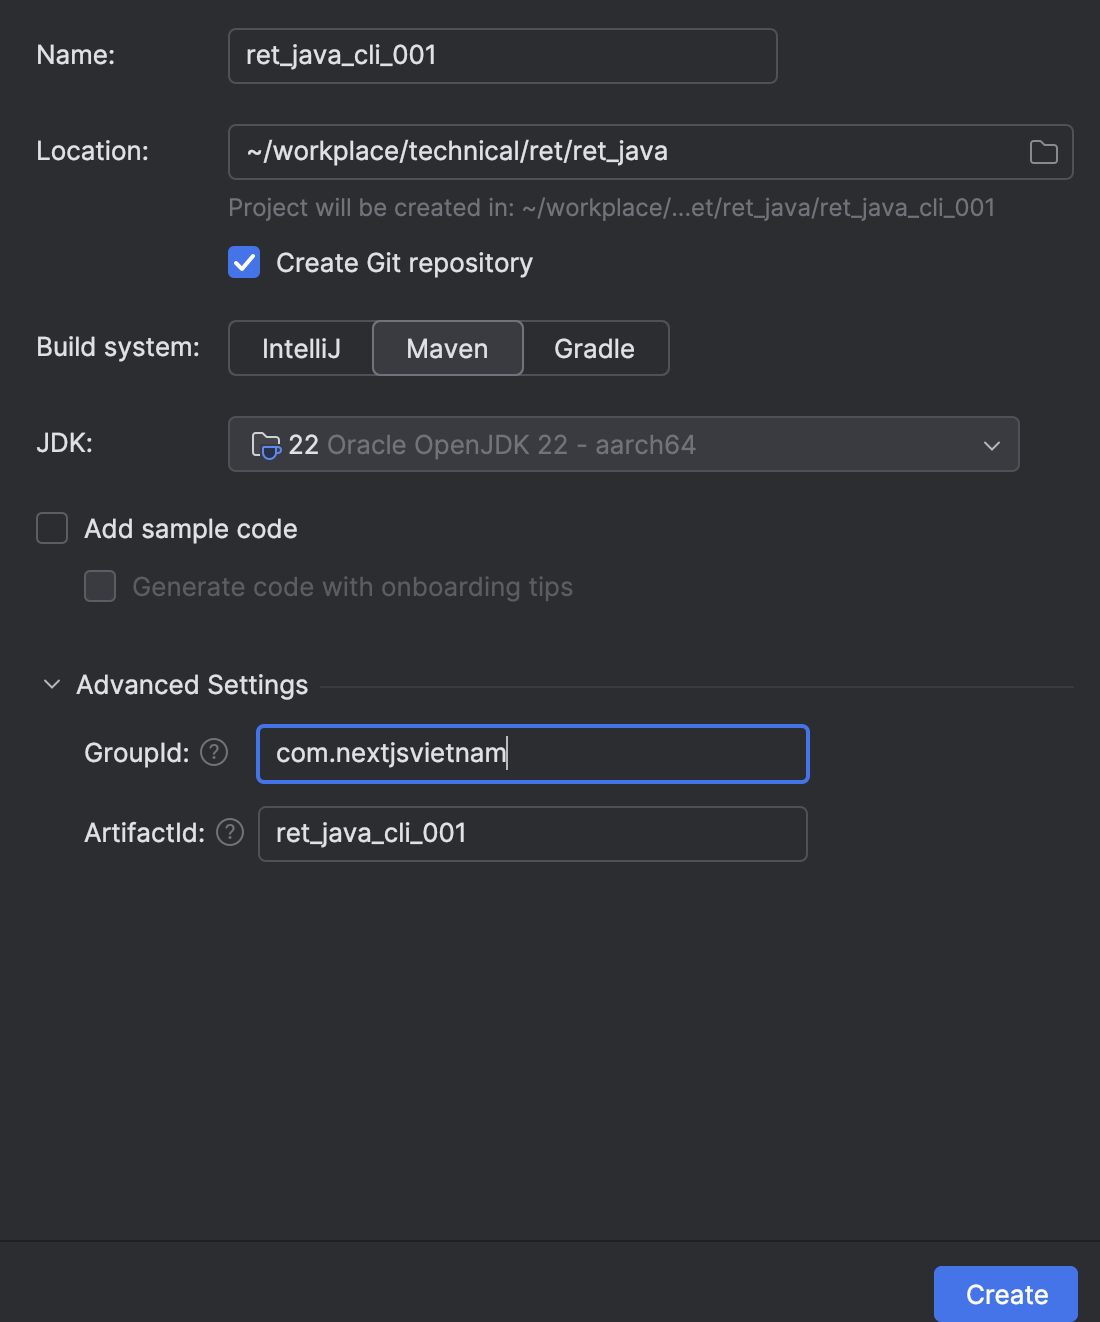 Name: ret_java_cli_001
Location: ~/workplace/technical/ret/ret_java
Project will be created in: ~/workplace/...et/ret_java/ret_java_cli_001
Create Git repository
Build system: IntelliJ Maven Gradle
JDK: 22 Oracle OpenJDK 22 - aarch64
Add sample code
Generate code with onboarding tips
Advanced Settings
GroupId: ? com.nextjsvietnam
ArtifactId: ? ret_java_cli_001
Create